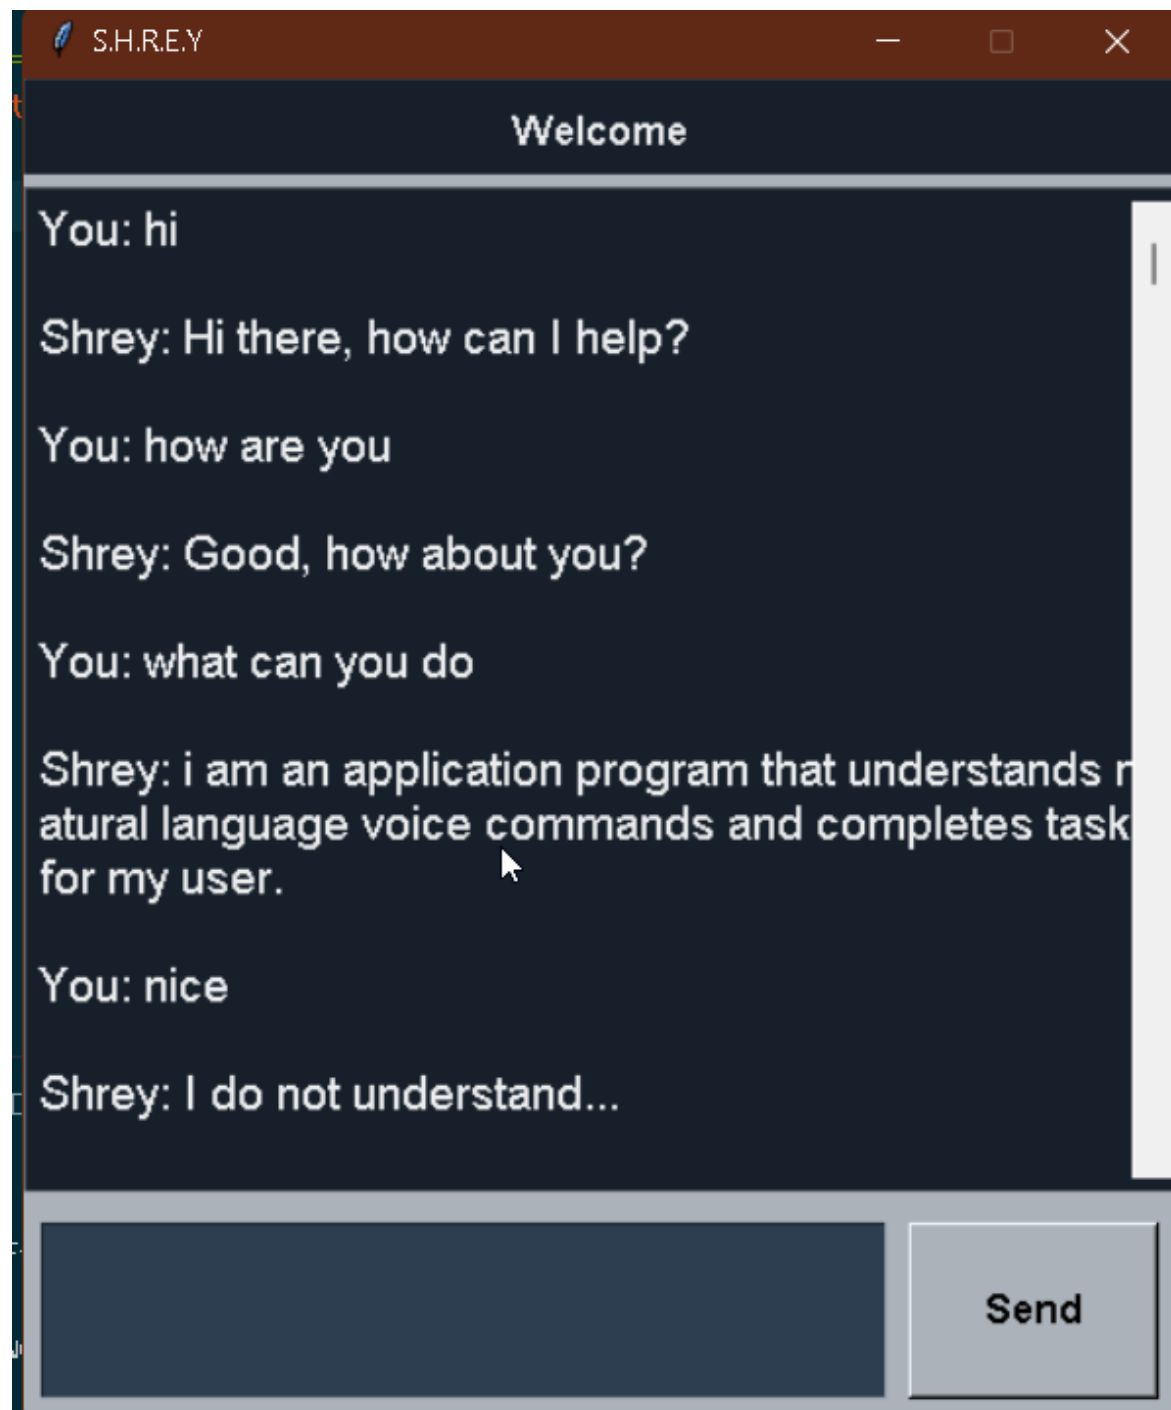 S.H.R.E.Y
Welcome
You: hi
Shrey: Hi there, how can I help?
You: how are you
Shrey: Good, how about you?
You: what can you do
Shrey: i am an application program that understands n
atural language voice commands and completes task
for my user.
You: nice
Shrey: I do not understand...
Send